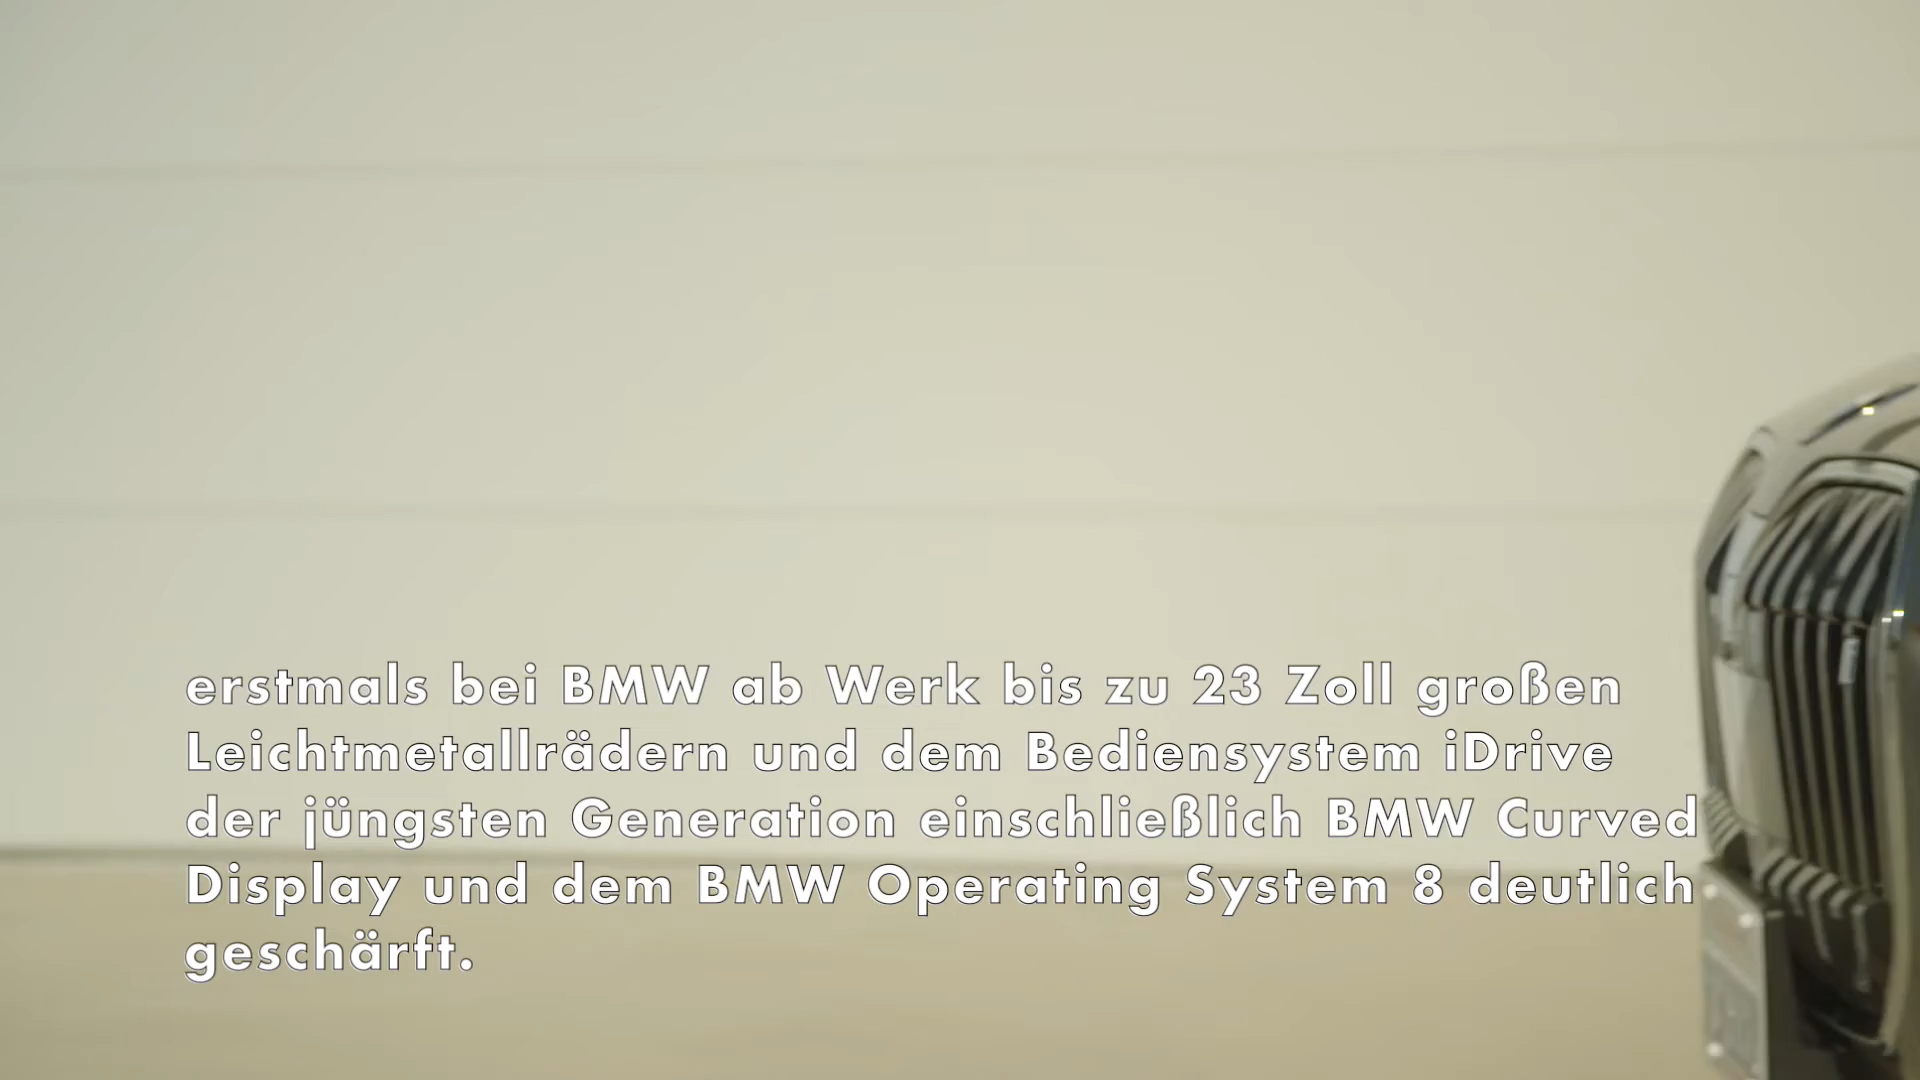 erstmals bei BMW ab Werk bis zu 23 Zoll großen
Leichtmetallrädern und dem Bediensystem iDrive
der jüngsten Generation einschließlich BMW Curved
Display und dem BMW Operating System 8 deutlich
geschärft.